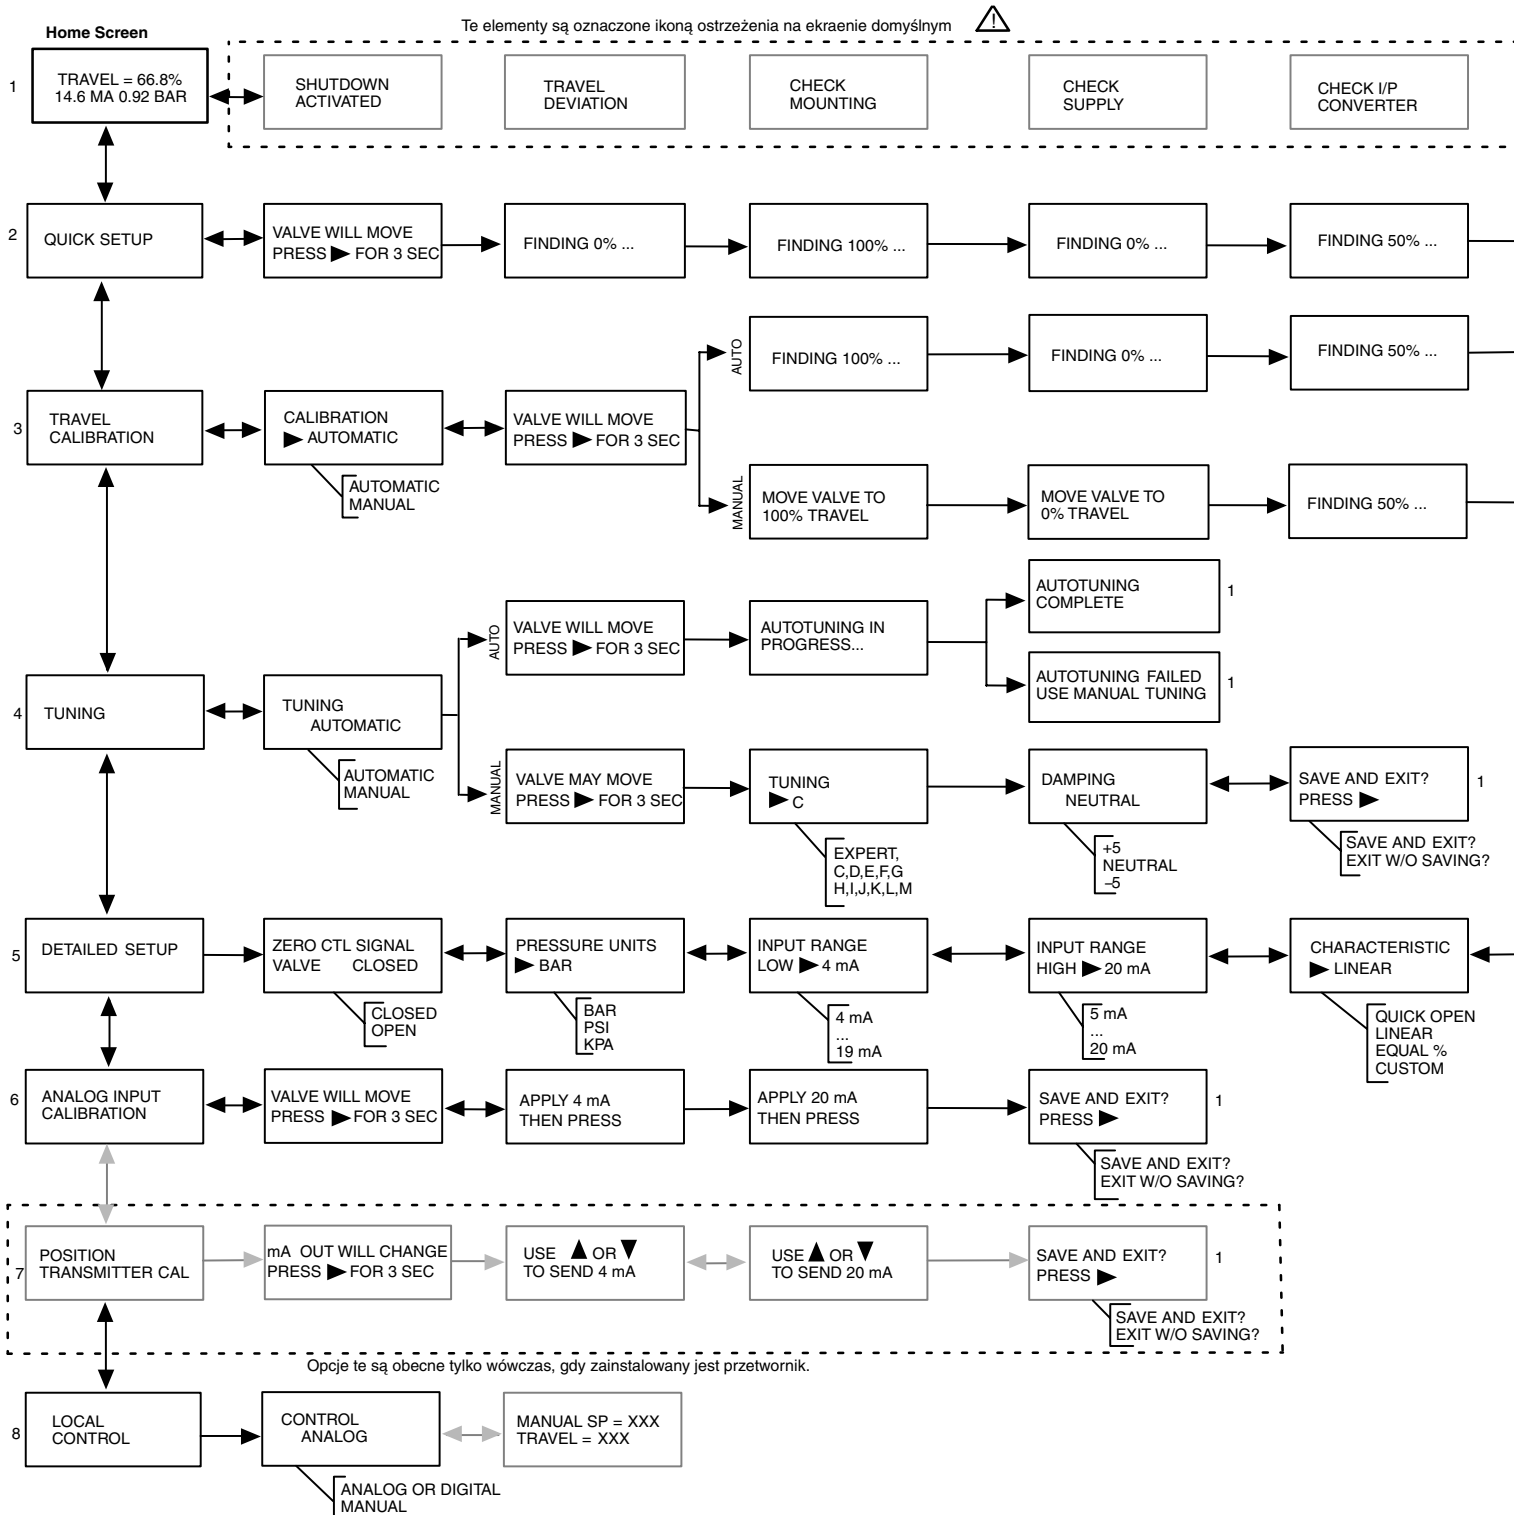 Te elementy są oznaczone ikoną ostrzeżenia na ekraenie domyślnym
Home Screen
1
TRAVEL = 66.8%
14.6 MA 0.92 BAR
SHUTDOWN
ACTIVATED
TRAVEL
DEVIATION
CHECK
MOUNTING
CHECK
SUPPLY
CHECK I/P
CONVERTER
2
QUICK SETUP
VALVE WILL MOVE
PRESS ▶ FOR 3 SEC
FINDING 0% ...
FINDING 100% ...
FINDING 0% ...
FINDING 50% ...
3
TRAVEL
CALIBRATION
CALIBRATION
▶ AUTOMATIC
AUTOMATIC
MANUAL
VALVE WILL MOVE
PRESS ▶ FOR 3 SEC
AUTO
FINDING 100% ...
FINDING 0% ...
FINDING 50% ...
MANUAL
MOVE VALVE TO
100% TRAVEL
MOVE VALVE TO
0% TRAVEL
FINDING 50% ...
4
TUNING
TUNING
AUTOMATIC
AUTOMATIC
MANUAL
AUTO
VALVE WILL MOVE
PRESS ▶ FOR 3 SEC
AUTOTUNING IN
PROGRESS...
AUTOTUNING
COMPLETE
1
AUTOTUNING FAILED
USE MANUAL TUNING
1
MANUAL
VALVE MAY MOVE
PRESS ▶ FOR 3 SEC
TUNING
▶ C
EXPERT,
C,D,E,F,G
H,I,J,K,L,M
DAMPING
NEUTRAL
+5
NEUTRAL
–5
SAVE AND EXIT?
PRESS ▶
1
SAVE AND EXIT?
EXIT W/O SAVING?
5
DETAILED SETUP
ZERO CTL SIGNAL
VALVE CLOSED
CLOSED
OPEN
PRESSURE UNITS
▶ BAR
BAR
PSI
KPA
INPUT RANGE
LOW ▶ 4 mA
4 mA
...
19 mA
INPUT RANGE
HIGH ▶ 20 mA
5 mA
...
20 mA
CHARACTERISTIC
▶ LINEAR
QUICK OPEN
LINEAR
EQUAL %
CUSTOM
6
ANALOG INPUT
CALIBRATION
VALVE WILL MOVE
PRESS ▶ FOR 3 SEC
APPLY 4 mA
THEN PRESS
APPLY 20 mA
THEN PRESS
SAVE AND EXIT?
PRESS ▶
1
SAVE AND EXIT?
EXIT W/O SAVING?
7
POSITION
TRANSMITTER CAL
mA OUT WILL CHANGE
PRESS ▶ FOR 3 SEC
USE ▲ OR ▼
TO SEND 4 mA
USE ▲ OR ▼
TO SEND 20 mA
SAVE AND EXIT?
PRESS ▶
1
SAVE AND EXIT?
EXIT W/O SAVING?
Opcje te są obecne tylko wówczas, gdy zainstalowany jest przetwornik.
8
LOCAL
CONTROL
CONTROL
ANALOG
ANALOG OR DIGITAL
MANUAL
MANUAL SP = XXX
TRAVEL = XXX